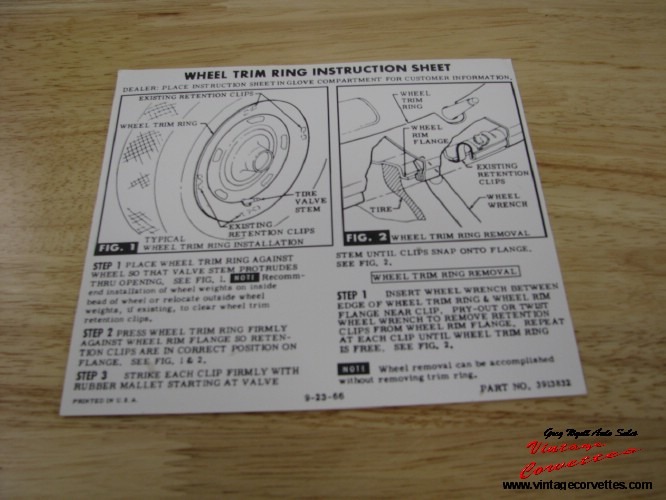 WHEEL TRIM RING INSTRUCTION SHEET
DEALER: PLACE INSTRUCTION SHEET IN GLOVE COMPARTMENT FOR CUSTOMER INFORMATION.
EXISTING RETENTION CLIPS
WHEEL TRIM RING
TIRE
VALVE
STEM
EXISTING
RETENTION CLIPS
FIG. 1
TYPICAL
WHEEL TRIM RING INSTALLATION
WHEEL
TRIM
RING
WHEEL
RIM
FLANGE
EXISTING
RETENTION
CLIPS
WHEEL
WRENCH
TIRE
FIG. 2 WHEEL TRIM RING REMOVAL
STEP 1 PLACE WHEEL TRIM RING AGAINST
WHEEL SO THAT VALVE STEM PROTRUDES
THRU OPENING. SEE FIG. 1. NOTE Recomm-
end installation of wheel weights on inside
bead of wheel or relocate outside wheel
weights, if existing, to clear wheel trim
retention clips.
STEP 2 PRESS WHEEL TRIM RING FIRMLY
AGAINST WHEEL RIM FLANGE SO RETEN-
TION CLIPS ARE IN CORRECT POSITION ON
FLANGE. SEE FIG. 1 & 2.
STEP 3 STRIKE EACH CLIP FIRMLY WITH
RUBBER MALLET STARTING AT VALVE
STEM UNTIL CLIPS SNAP ONTO FLANGE.
SEE FIG. 2.
WHEEL TRIM RING REMOVAL
STEP 1 INSERT WHEEL WRENCH BETWEEN
EDGE OF WHEEL TRIM RING & WHEEL RIM
FLANGE NEAR CLIP. PRY-OUT OR TWIST
WHEEL WRENCH TO REMOVE RETENTION
CLIPS FROM WHEEL RIM FLANGE. REPEAT
AT EACH CLIP UNTIL WHEEL TRIM RING
IS FREE. SEE FIG. 2.
NOTE Wheel removal can be accomplished
without removing trim ring.
PRINTED IN U.S.A.
9-23-66
PART NO. 3913832
Greg Wyatt Auto Sales
Vintage
Corvettes
www.vintagecorvettes.com